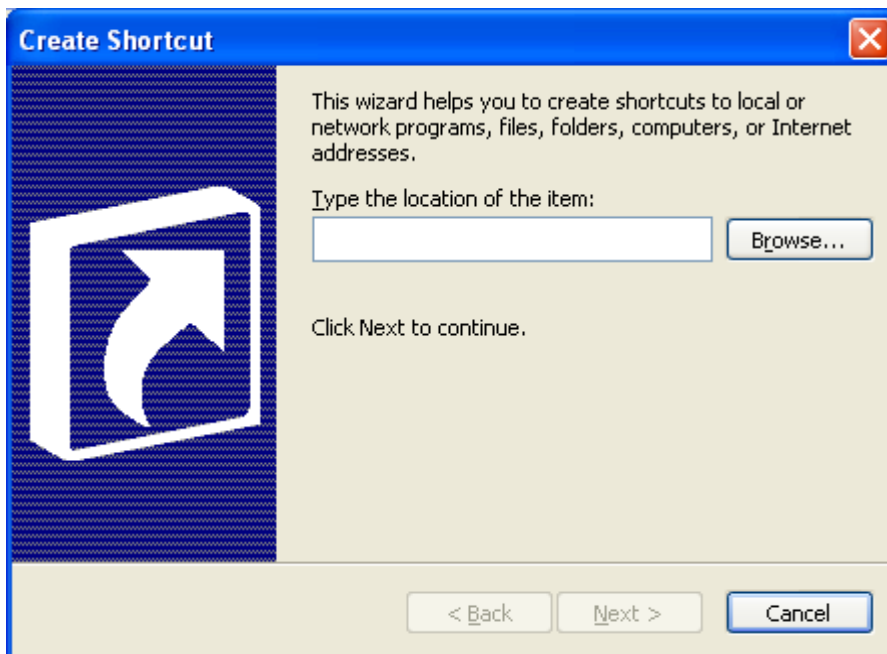 Create Shortcut
This wizard helps you to create shortcuts to local or
network programs, files, folders, computers, or Internet
addresses.
Type the location of the item:
Browse...
Click Next to continue.
< Back
Next >
Cancel